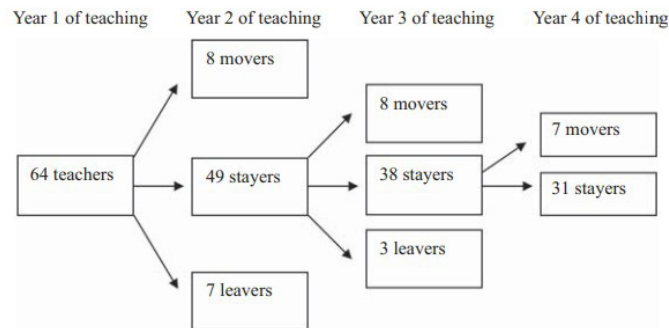 Year 1 of teaching
Year 2 of teaching
Year 3 of teaching
Year 4 of teaching
8 movers
8 movers
7 movers
64 teachers
49 stayers
38 stayers
31 stayers
3 leavers
7 leavers